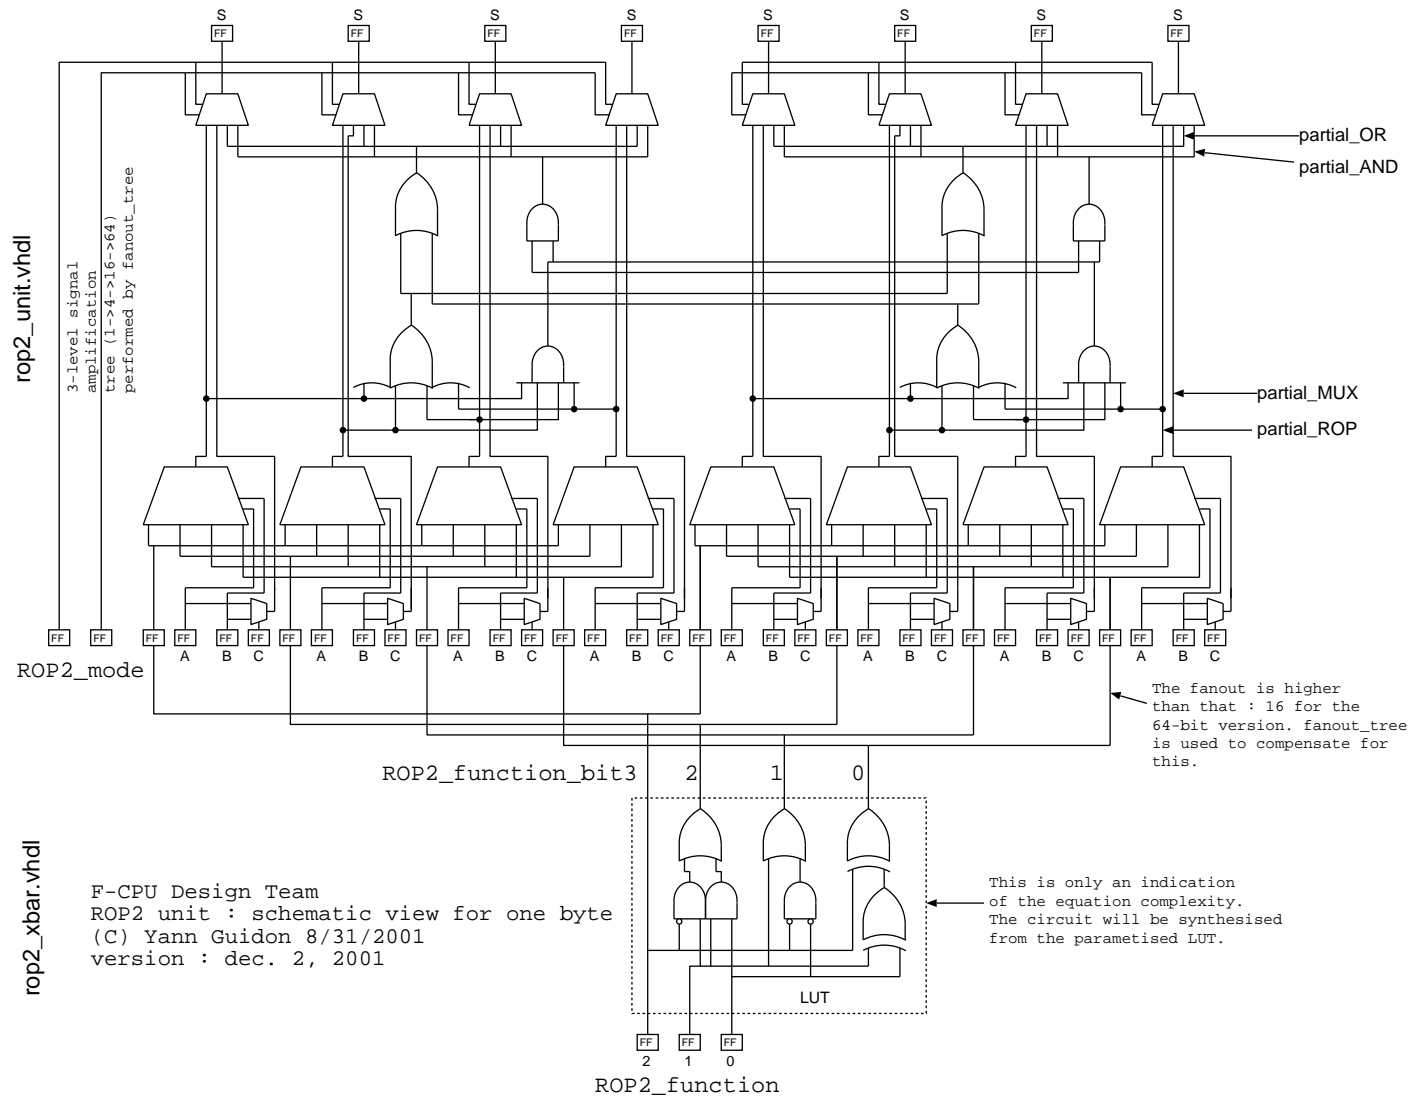 S S S S S S S S
FF FF FF FF FF FF FF FF
partial_OR
partial_AND
rop2_unit.vhdl
3-level signal
amplification
tree (1->4->16->64)
performed by fanout_tree
partial_MUX
partial_ROP
FF FF FF FF FF FF FF FF FF FF FF FF FF FF FF FF FF FF FF FF FF FF FF FF FF FF FF FF FF FF FF FF FF FF
A B C A B C A B C A B C A B C A B C A B C A B C
ROP2_mode
The fanout is higher
than that : 16 for the
64-bit version. fanout_tree
is used to compensate for
this.
ROP2_function_bit3 2 1 0
rop2_xbar.vhdl
F-CPU Design Team
ROP2 unit : schematic view for one byte
(C) Yann Guidon 8/31/2001
version : dec. 2, 2001
This is only an indication
of the equation complexity.
The circuit will be synthesised
from the parametised LUT.
LUT
FF FF FF
2 1 0
ROP2_function